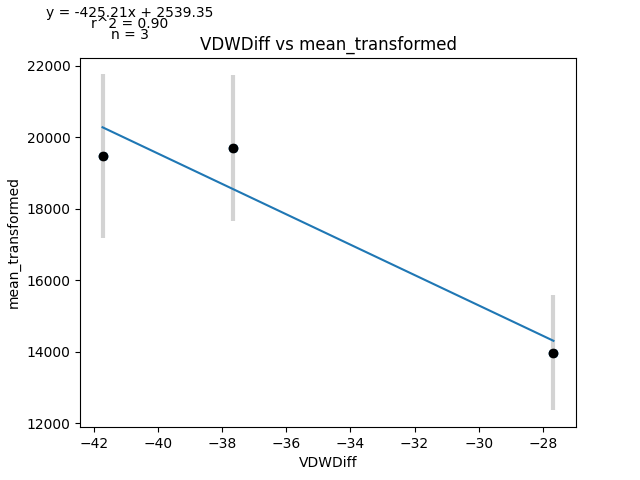 y = -425.21x + 2539.35
r^2 = 0.90
n = 3
VDWDiff vs mean_transformed
22000
20000
18000
16000
14000
12000
mean_transformed
−42
−40
−38
−36
−34
−32
−30
−28
VDWDiff